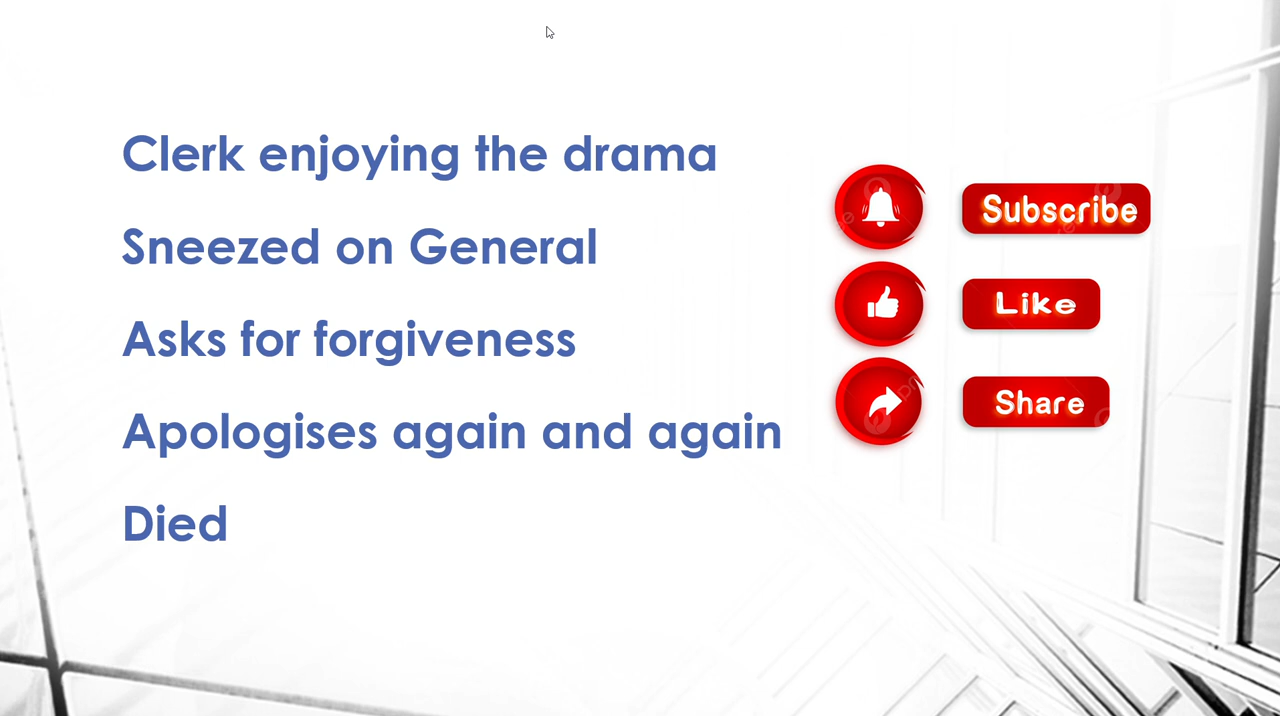 Clerk enjoying the drama
Sneezed on General
Asks for forgiveness
Apologises again and again
Died
Subscribe
Like
Share